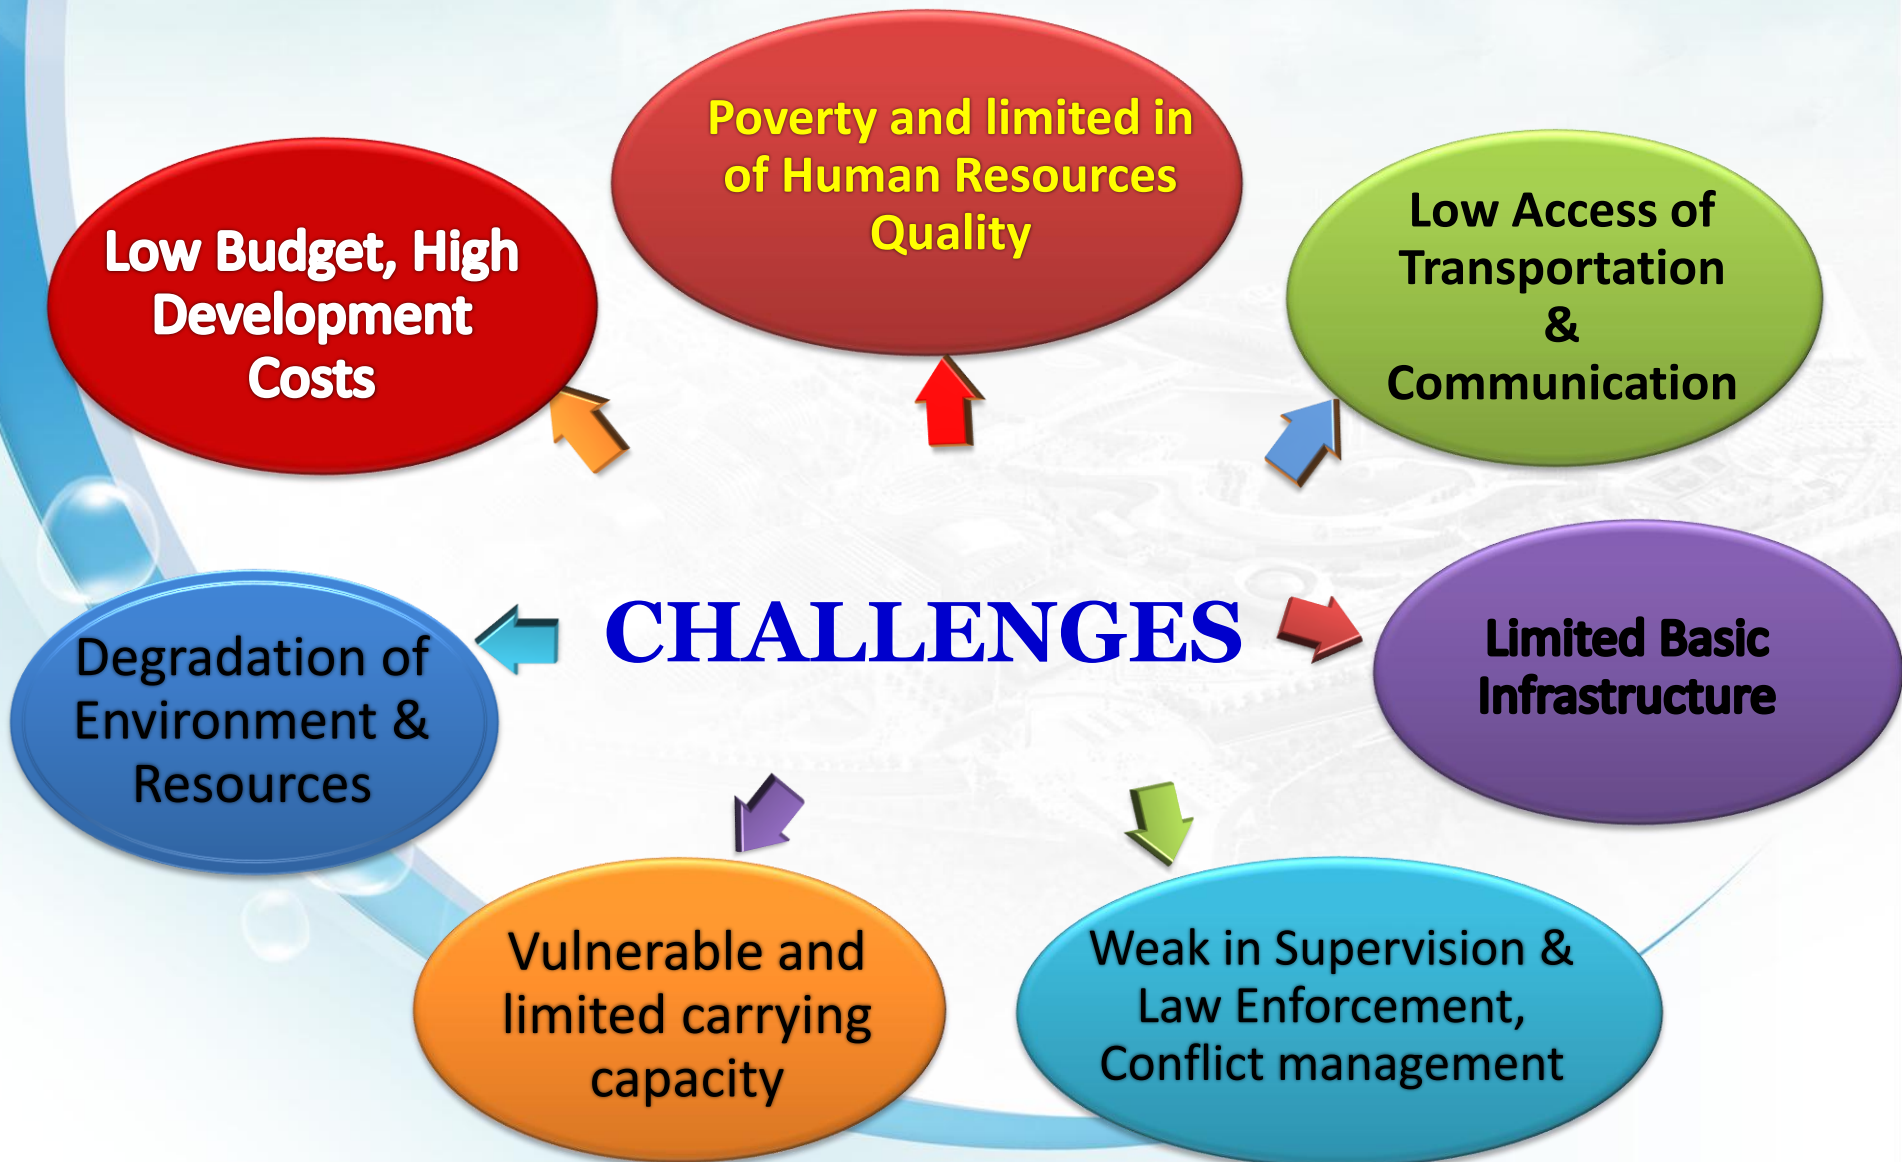 Poverty and limited in
of Human Resources
Quality
Low Budget, High
Development
Costs
Low Access of
Transportation
&
Communication
CHALLENGES
Degradation of
Environment &
Resources
Limited Basic
Infrastructure
Vulnerable and
limited carrying
capacity
Weak in Supervision &
Law Enforcement,
Conflict management